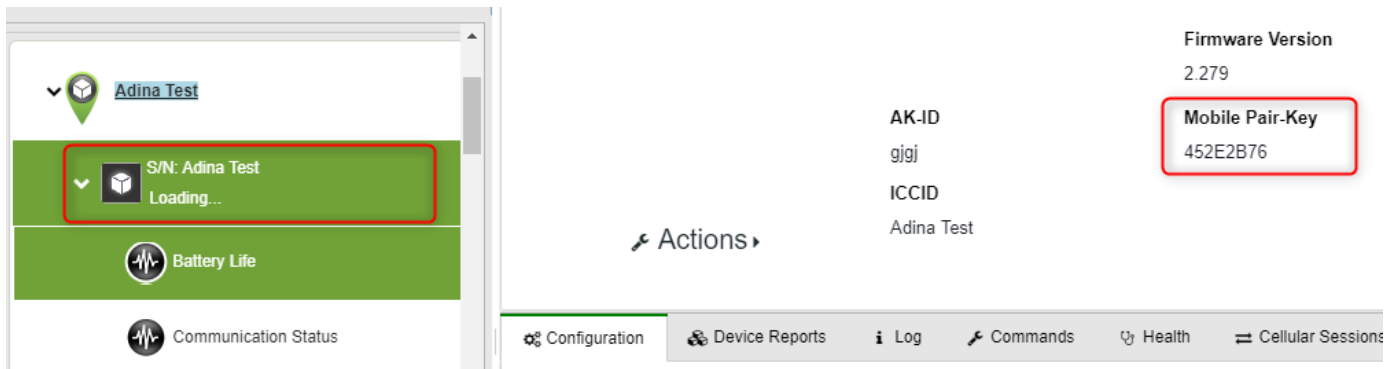 Adina Test
S/N: Adina Test
Loading...
Battery Life
Communication Status
Firmware Version
2.279
AK-ID
gjgj
Mobile Pair-Key
452E2B76
ICCID
Adina Test
Actions
Configuration
Device Reports
Log
Commands
Health
Cellular Sessions